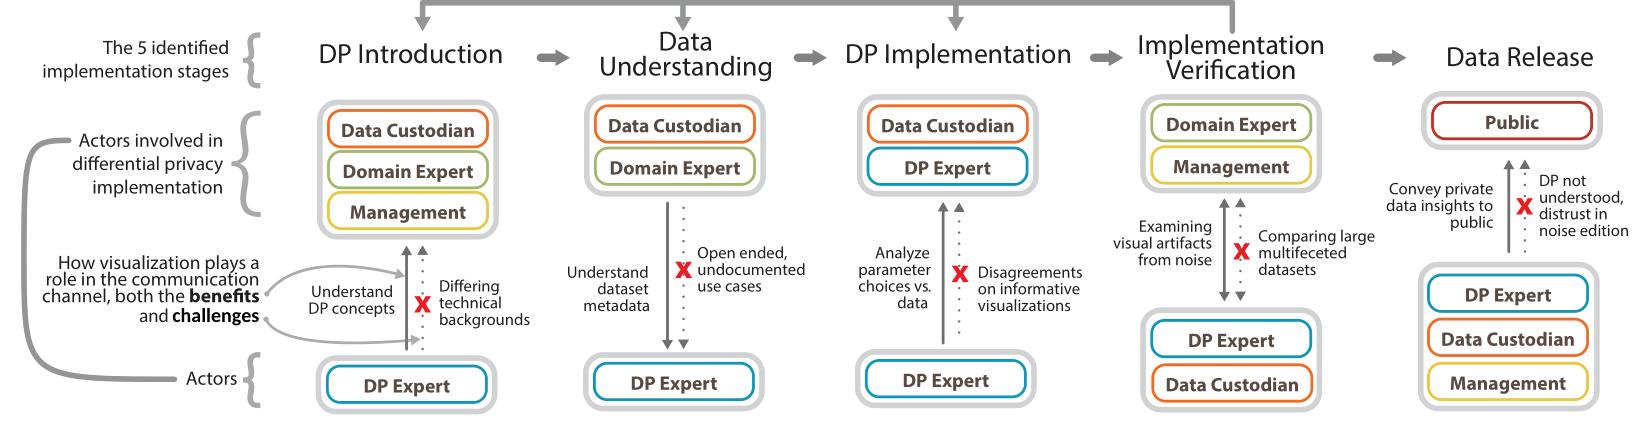 The 5 identified
implementation stages
DP Introduction
Data
Understanding
DP Implementation
Implementation
Verification
Data Release
Actors involved in
differential privacy
implementation
Data Custodian
Domain Expert
Management
Data Custodian
Domain Expert
Data Custodian
DP Expert
Domain Expert
Management
Public
How visualization plays a
role in the communication
channel, both the benefits
and challenges
Understand
DP concepts
X
Differing
technical
backgrounds
Understand
dataset
metadata
X
Open ended,
undocumented
use cases
Analyze
parameter
choices vs.
data
X
Disagreements
on informative
visualizations
Examining
visual artifacts
from noise
X
Comparing large
multifeceted
datasets
Convey private
data insights to
public
X
DP not
understood,
distrust in
noise edition
Actors
DP Expert
DP Expert
DP Expert
DP Expert
Data Custodian
DP Expert
Data Custodian
Management